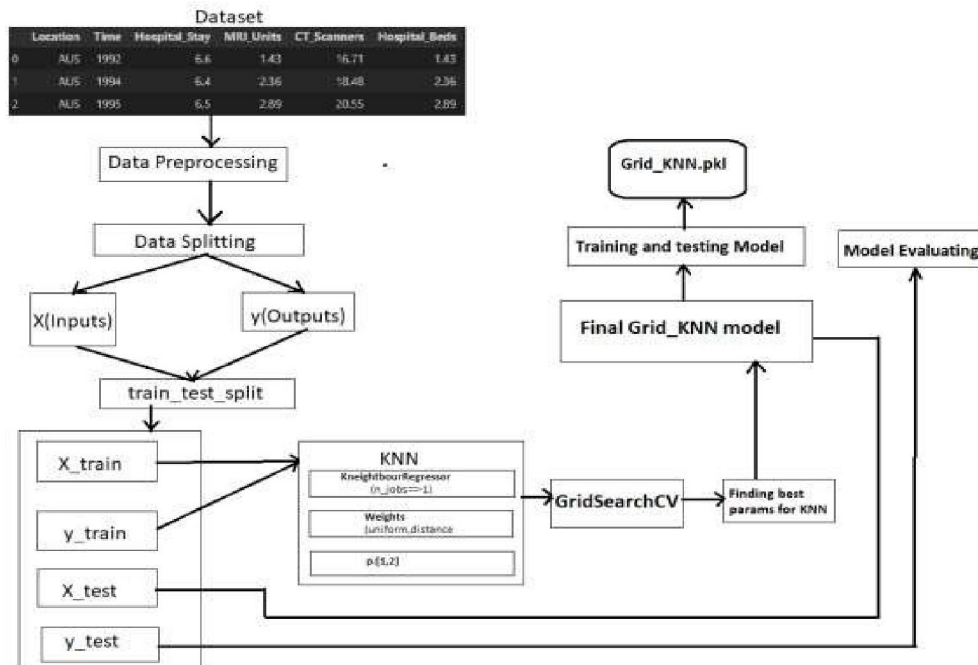 Dataset
Location Time Hospital_Stay MRI_Units CT_Scanners Hospital_Beds
0 AUS 1992 6.6 1.43 16.71 1.43
1 AUS 1994 6.4 2.36 18.48 2.36
2 AUS 1995 6.5 2.89 20.55 2.89
Data Preprocessing
Data Splitting
X(Inputs)
y(Outputs)
train_test_split
X_train
y_train
X_test
y_test
KNN
KneightbourRegressor
(n_jobs==-1)
Weights
(uniform,distance
p.[1,2]
GridSearchCV
Finding best
params for KNN
Final Grid_KNN model
Training and testing Model
Grid_KNN.pkl
Model Evaluating